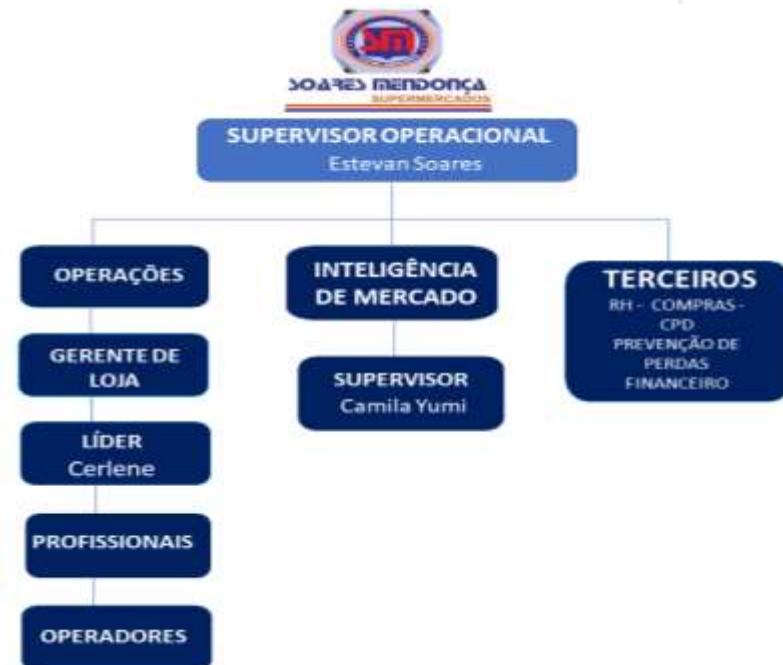 SM
SOARES MENDONÇA
SUPERMERCADOS
SUPERVISOR OPERACIONAL
Estevan Soares
OPERAÇÕES
GERENTE DE
LOJA
LÍDER
Cerlene
PROFISSIONAIS
OPERADORES
INTELIGÊNCIA
DE MERCADO
SUPERVISOR
Camila Yumi
TERCEIROS
RH - COMPRAS -
CPD
PREVENÇÃO DE
PERDAS
FINANCEIRO